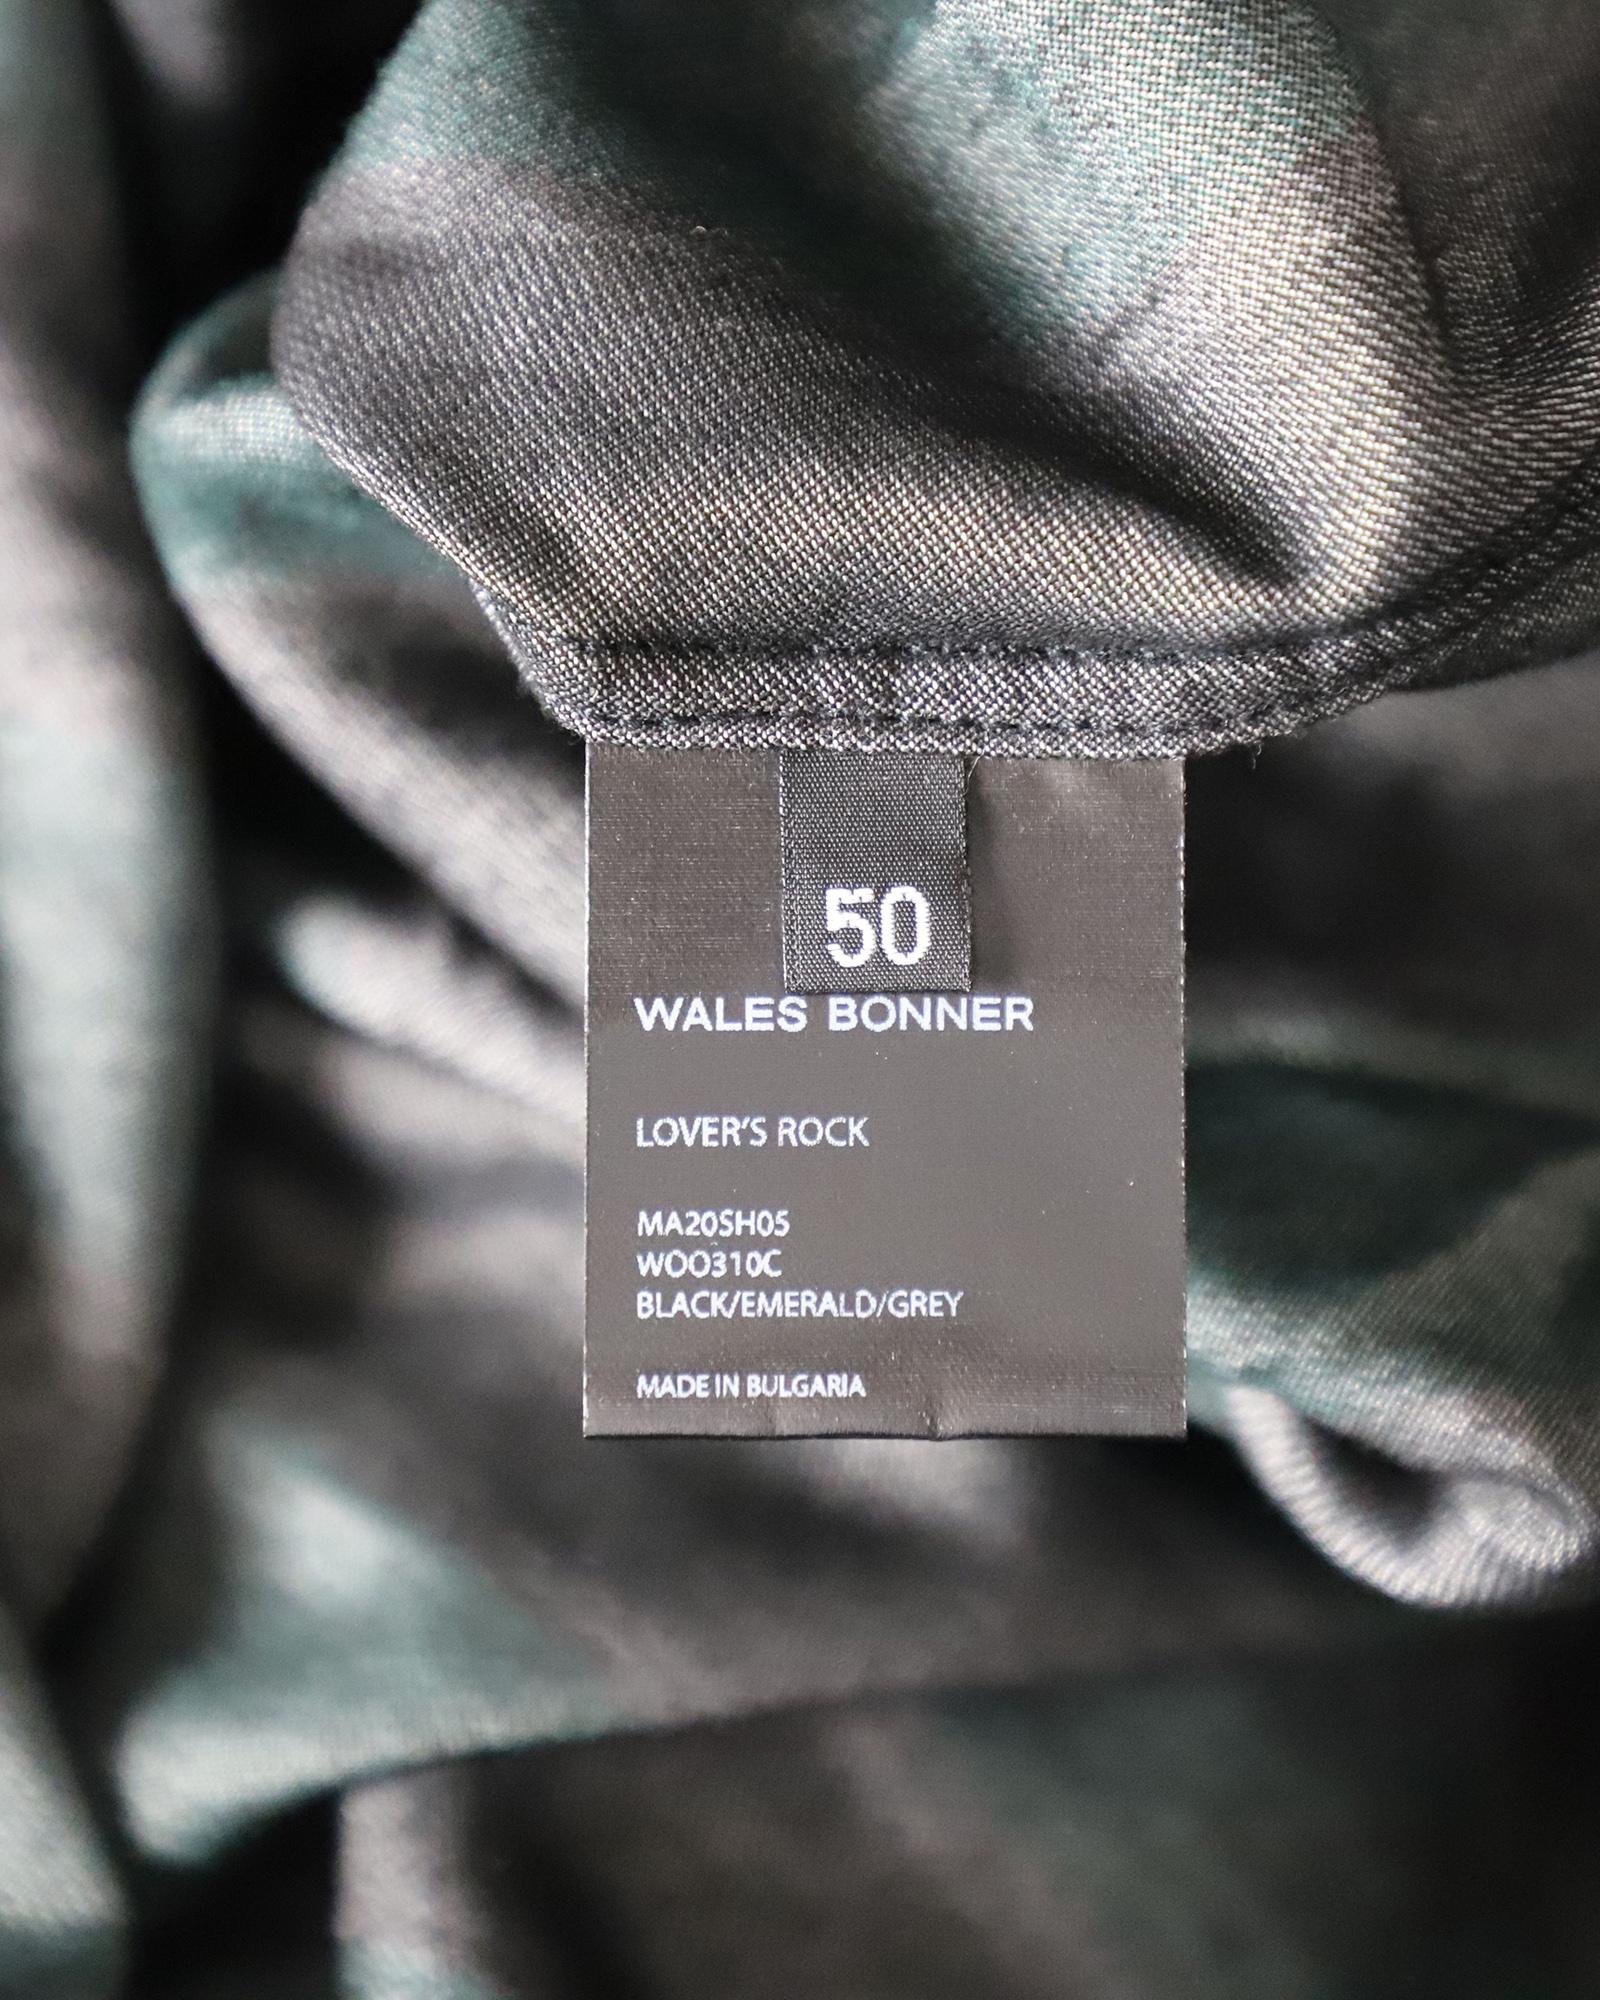 50
WALES BONNER
LOVER'S ROCK
MA20SH05
WOO310C
BLACK/EMERALD/GREY
MADE IN BULGARIA